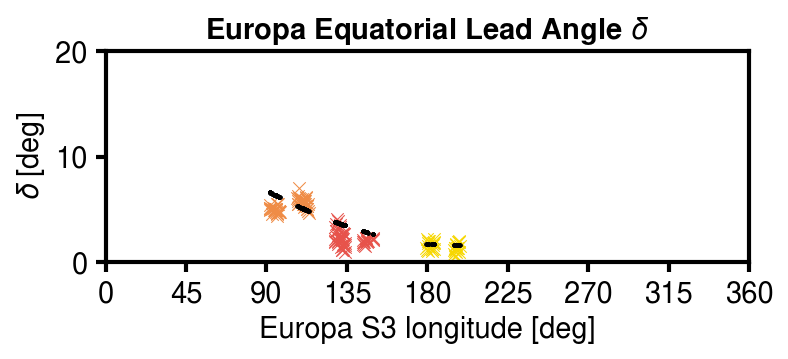 Europa Equatorial Lead Angle δ
20
10
0
δ [deg]
0 45 90 135 180 225 270 315 360
Europa S3 longitude [deg]